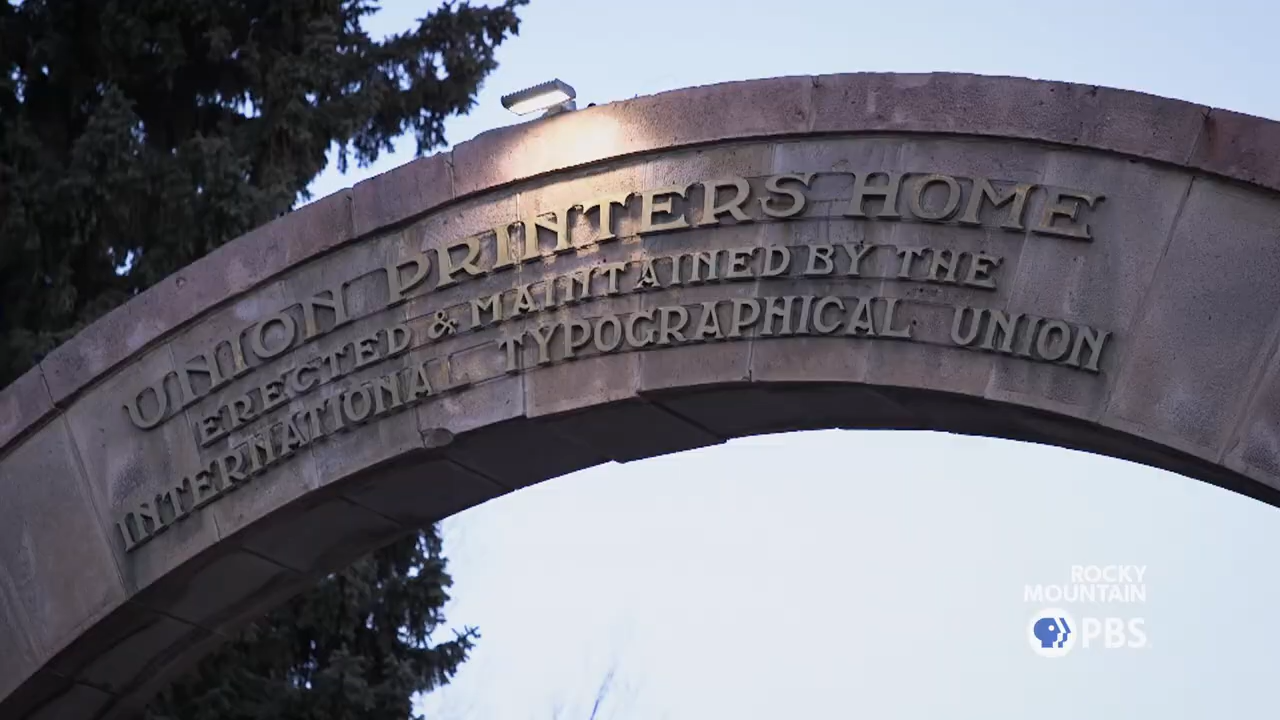 UNION PRINTERS HOME
ERECTED & MAINTAINED BY THE
INTERNATIONAL TYPOGRAPHICAL UNION
ROCKY
MOUNTAIN
PBS